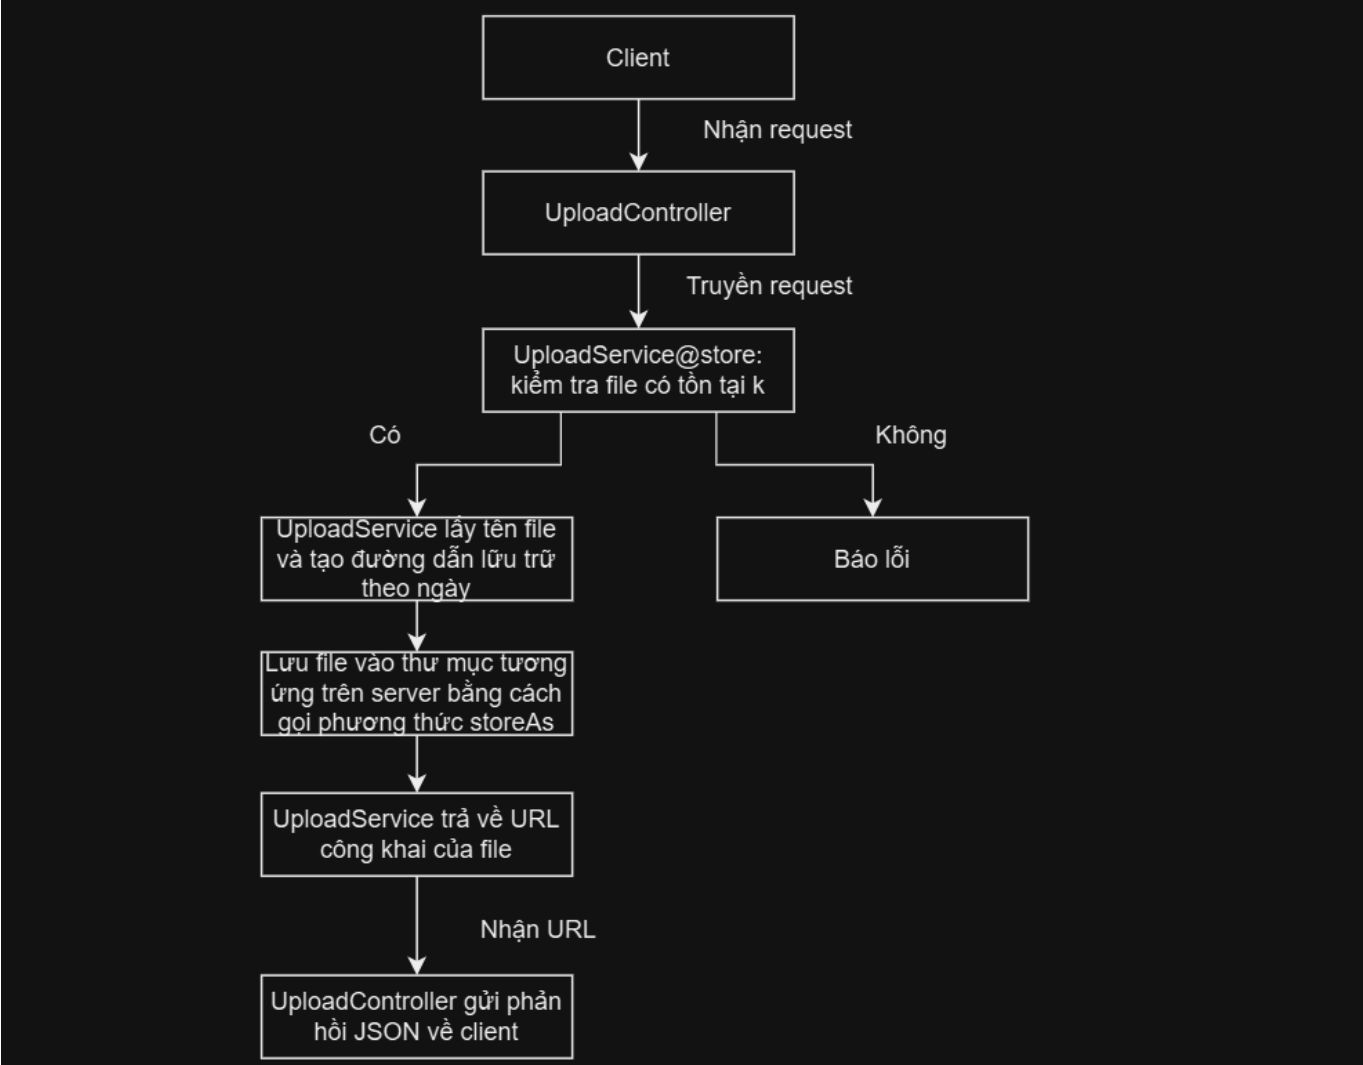 Client
Nhận request
UploadController
Truyền request
UploadService@store:
kiểm tra file có tồn tại k
Có
Không
UploadService lấy tên file
và tạo đường dẫn lữu trữ
theo ngày
Báo lỗi
Lưu file vào thư mục tương
ứng trên server bằng cách
gọi phương thức storeAs
UploadService trả về URL
công khai của file
Nhận URL
UploadController gửi phản
hồi JSON về client